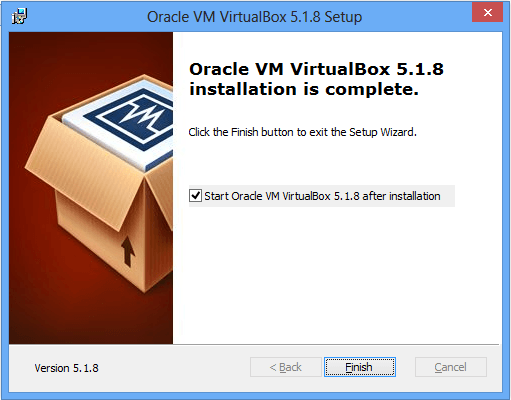 Oracle VM VirtualBox 5.1.8 Setup
Oracle VM VirtualBox 5.1.8
installation is complete.
Click the Finish button to exit the Setup Wizard.
Start Oracle VM VirtualBox 5.1.8 after installation
Version 5.1.8
< Back
Finish
Cancel